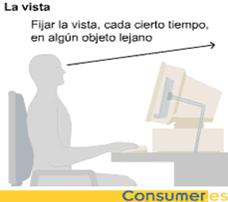 La vista
Fijar la vista, cada cierto tiempo,
en algún objeto lejano
Consumer.es